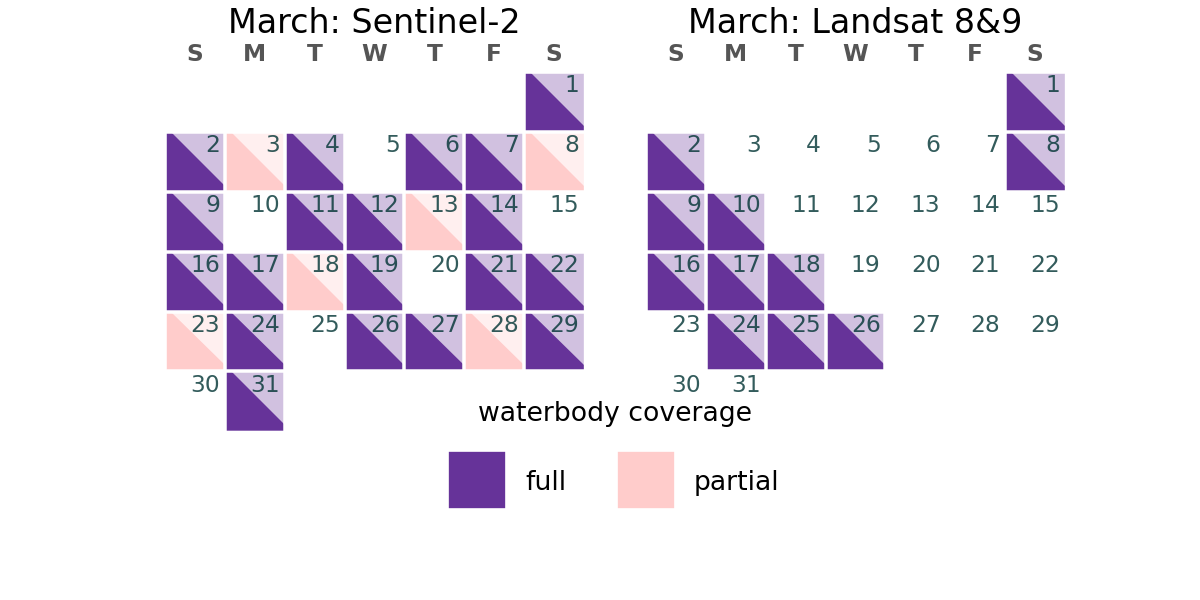 March: Sentinel-2
S M T W T F S
1
2 3 4 5 6 7 8
9 10 11 12 13 14 15
16 17 18 19 20 21 22
23 24 25 26 27 28 29
30 31
March: Landsat 8&9
S M T W T F S
1
2 3 4 5 6 7 8
9 10 11 12 13 14 15
16 17 18 19 20 21 22
23 24 25 26 27 28 29
30 31
waterbody coverage
full partial